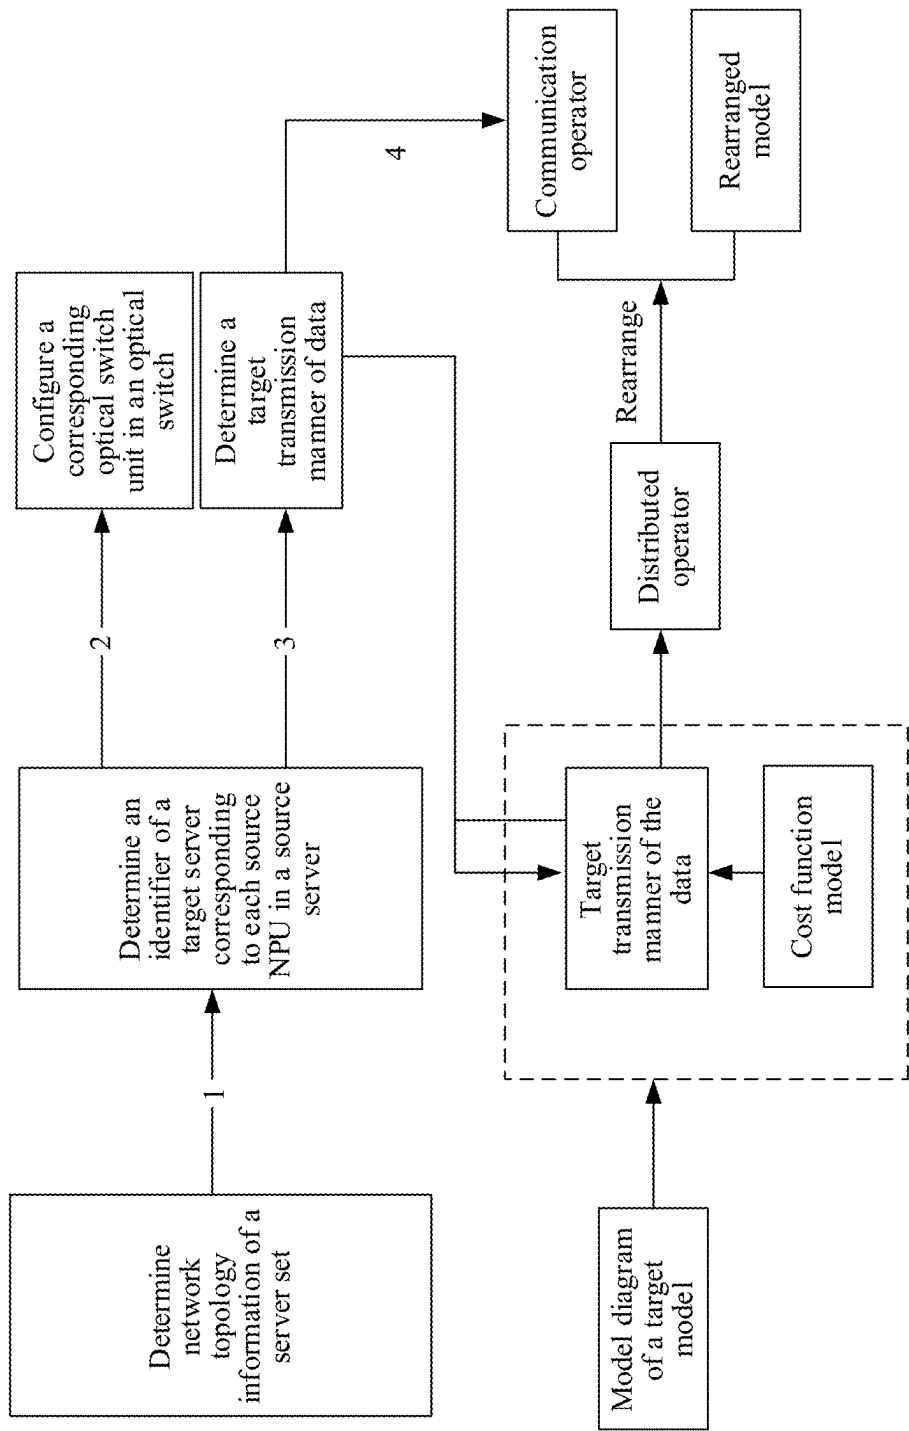 Determine
network
topology
information of a
server set
1
Determine an
identifier of a
target server
corresponding
to each source
NPU in a source
server
2
Configure a
corresponding
optical switch
unit in an optical
switch
3
Determine a
target
transmission
manner of data
4
Communication
operator
Model diagram
of a target
model
Target
transmission
manner of the
data
Cost function
model
Distributed
operator
Rearrange
Rearranged
model